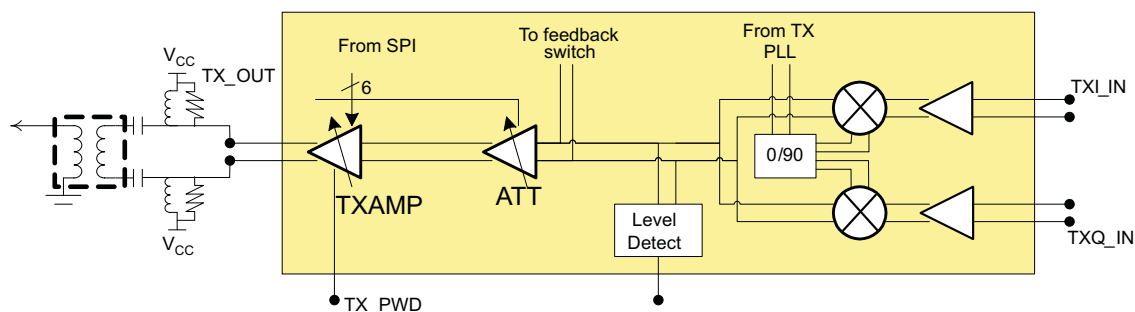 From SPI
6
To feedback
switch
From TX
PLL
VCC
TX_OUT
TXI_IN
0/90
TXAMP
ATT
Level
Detect
TXQ_IN
VCC
TX_PWD